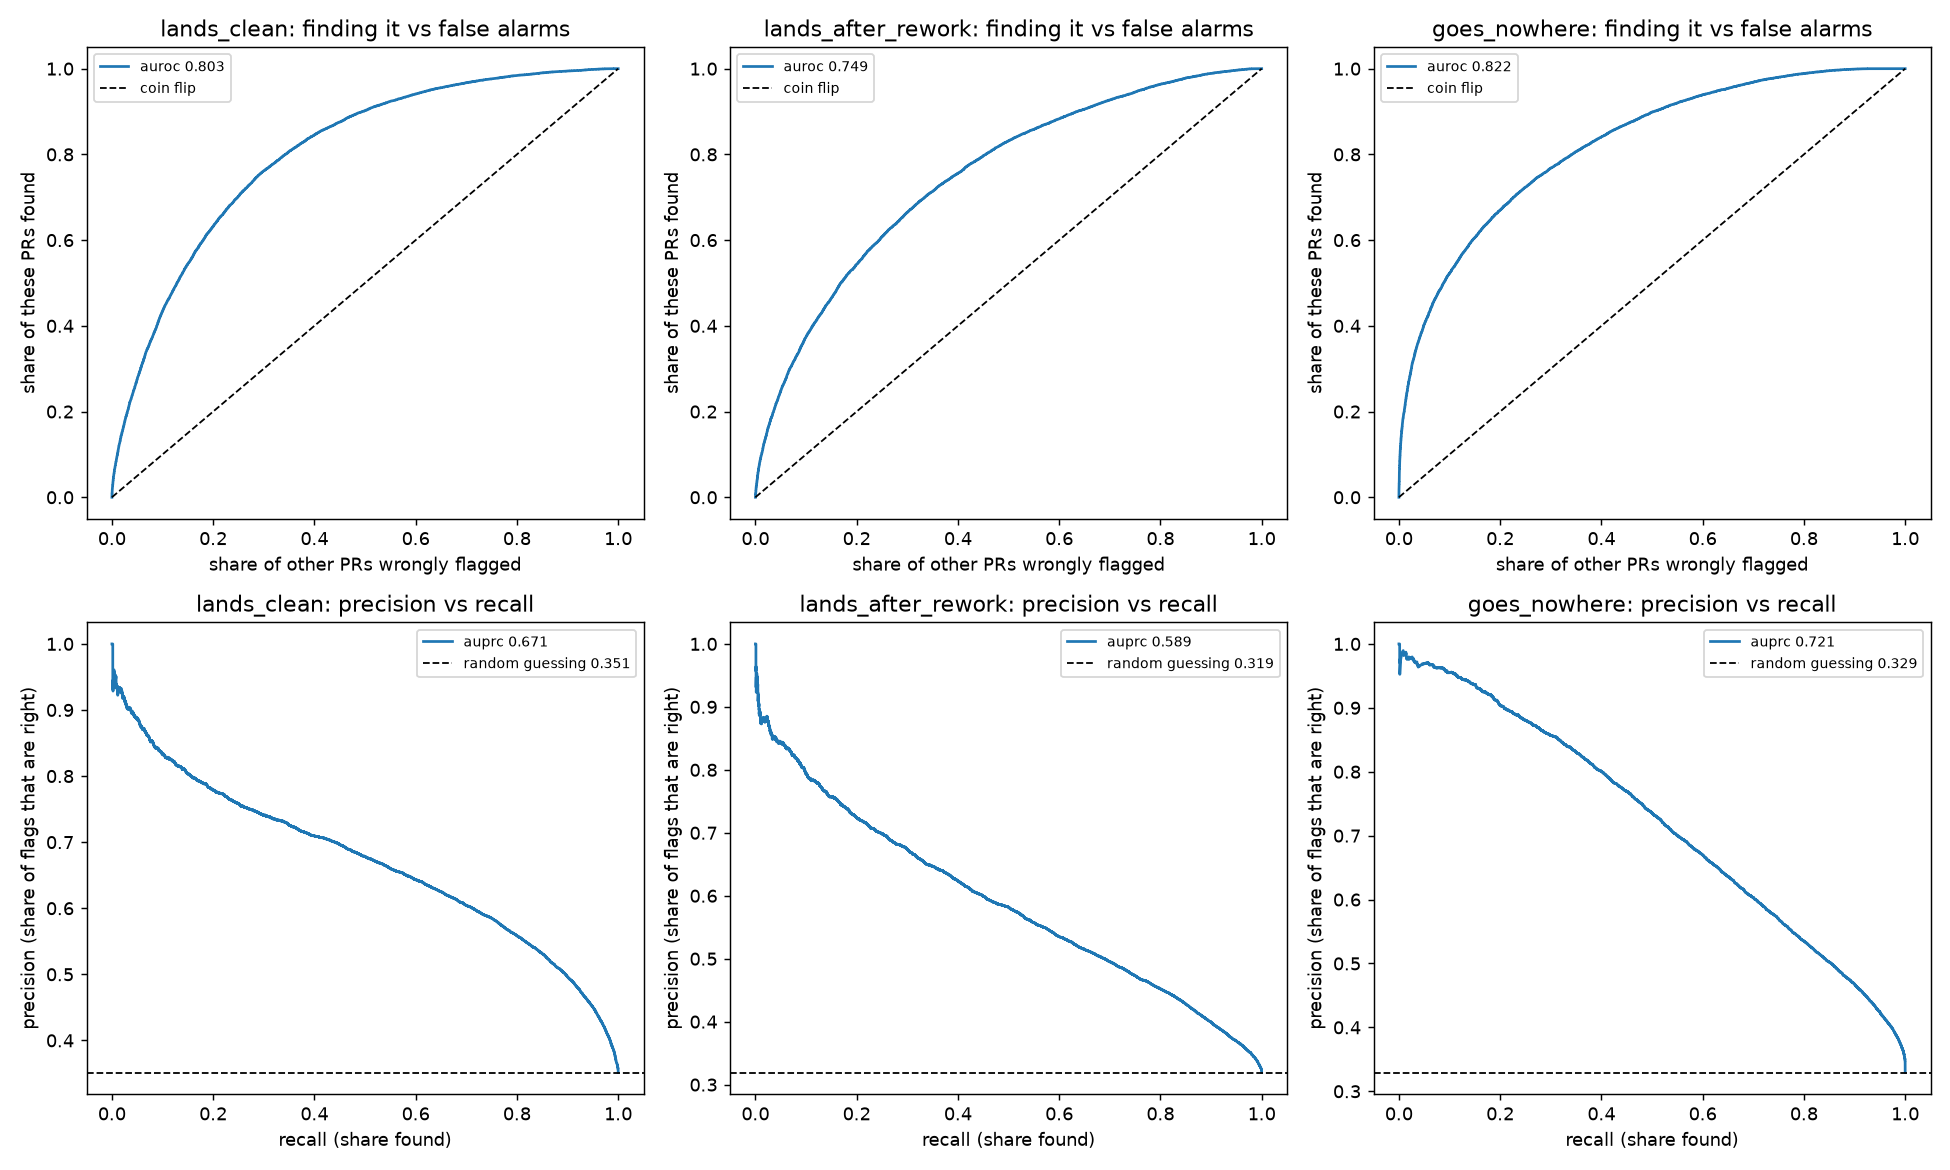 lands_clean: finding it vs false alarms
auroc 0.803
coin flip
1.0
0.8
0.6
0.4
0.2
0.0
share of these PRs found
0.0 0.2 0.4 0.6 0.8 1.0
share of other PRs wrongly flagged
lands_after_rework: finding it vs false alarms
auroc 0.749
coin flip
1.0
0.8
0.6
0.4
0.2
0.0
share of these PRs found
0.0 0.2 0.4 0.6 0.8 1.0
share of other PRs wrongly flagged
goes_nowhere: finding it vs false alarms
auroc 0.822
coin flip
1.0
0.8
0.6
0.4
0.2
0.0
share of these PRs found
0.0 0.2 0.4 0.6 0.8 1.0
share of other PRs wrongly flagged
lands_clean: precision vs recall
auprc 0.671
random guessing 0.351
1.0
0.9
0.8
0.7
0.6
0.5
0.4
precision (share of flags that are right)
0.0 0.2 0.4 0.6 0.8 1.0
recall (share found)
lands_after_rework: precision vs recall
auprc 0.589
random guessing 0.319
1.0
0.9
0.8
0.7
0.6
0.5
0.4
0.3
precision (share of flags that are right)
0.0 0.2 0.4 0.6 0.8 1.0
recall (share found)
goes_nowhere: precision vs recall
auprc 0.721
random guessing 0.329
1.0
0.9
0.8
0.7
0.6
0.5
0.4
0.3
precision (share of flags that are right)
0.0 0.2 0.4 0.6 0.8 1.0
recall (share found)